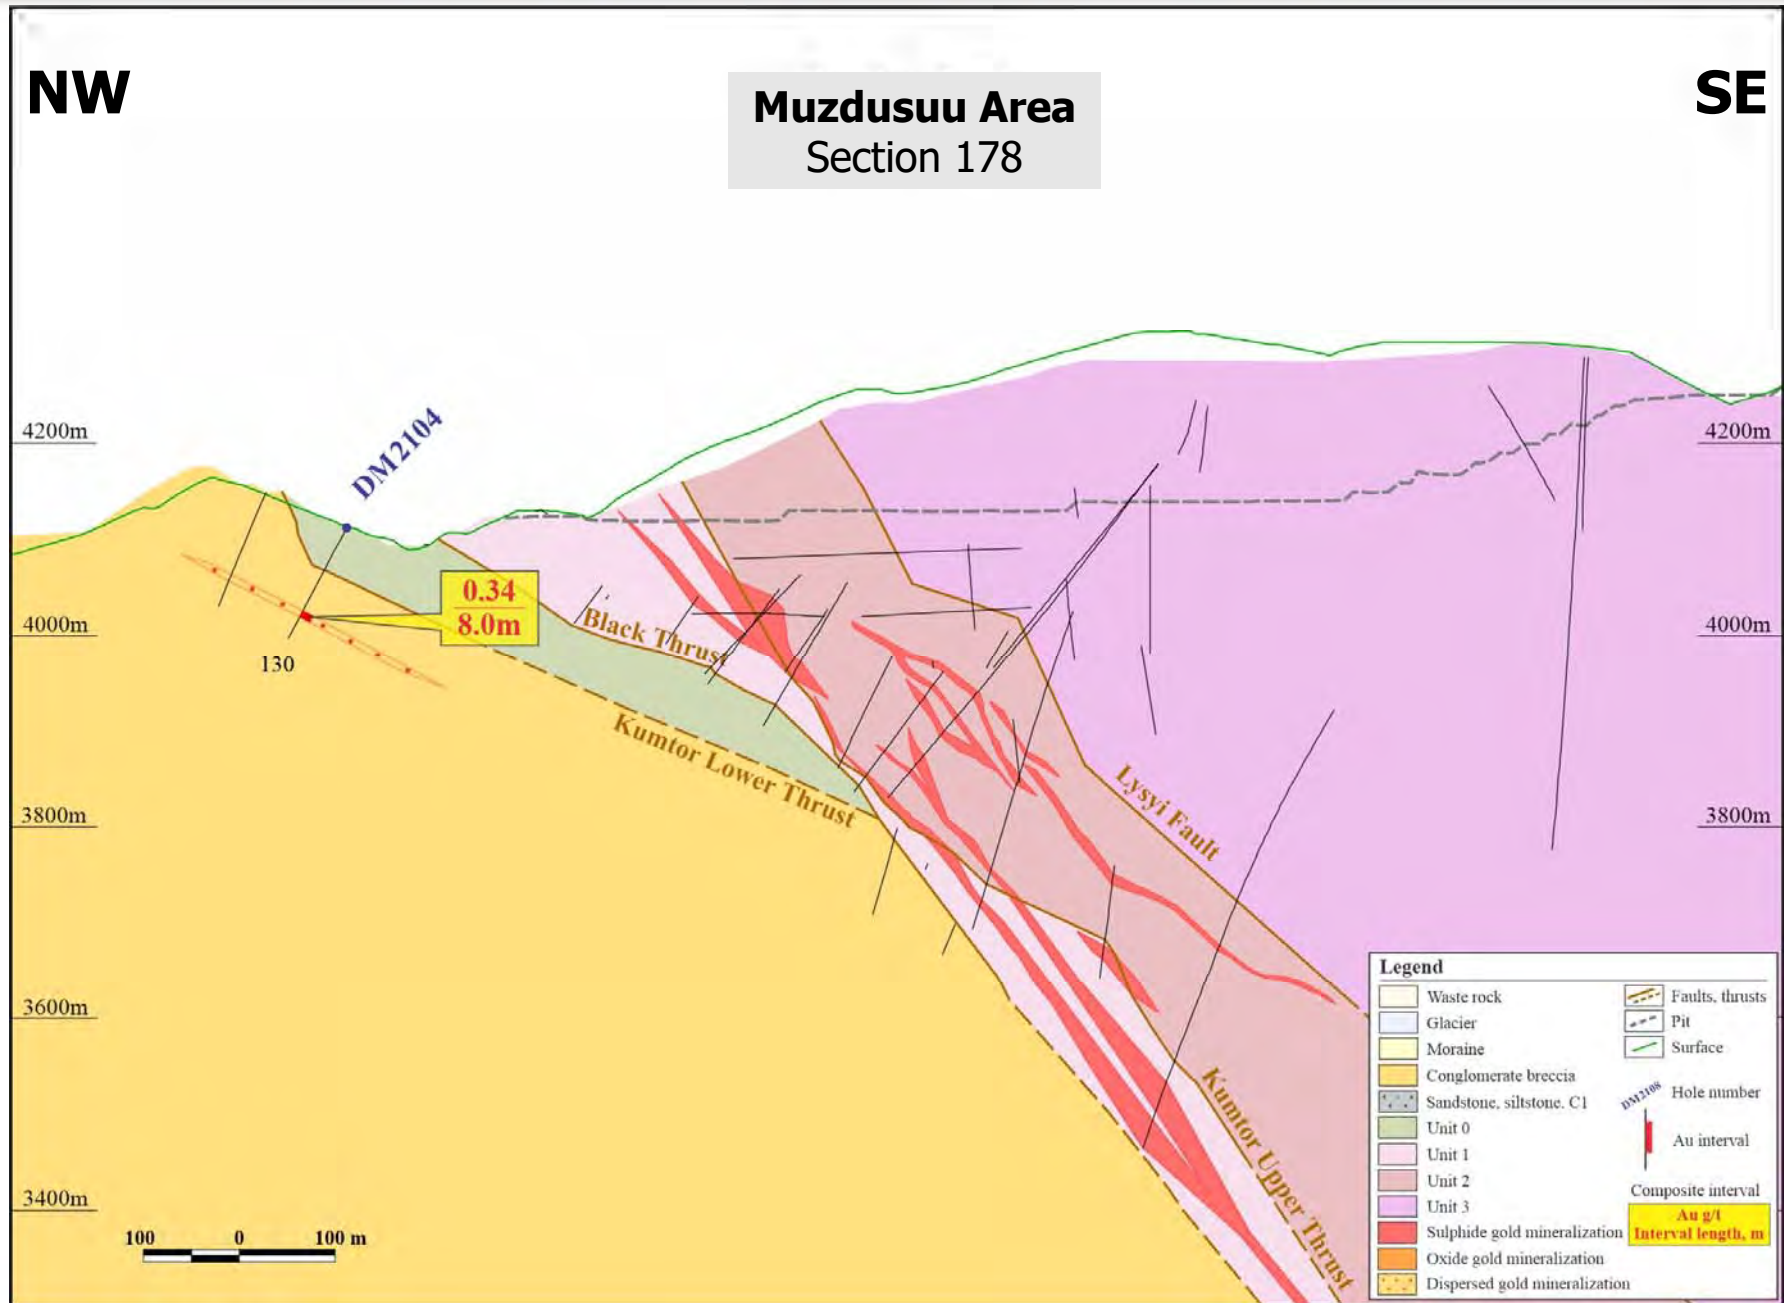 NW
Muzdusuu Area
Section 178
SE
DM2104
4200m
4200m
0.34
8.0m
4000m
4000m
130
Black Thrust
Kumtor Lower Thrust
Lysyi Fault
3800m
3800m
3600m
3400m
Kumtor Upper Thrust
100 0 100 m
Legend
Waste rock
Glacier
Moraine
Conglomerate breccia
Sandstone, siltstone. C1
Unit 0
Unit 1
Unit 2
Unit 3
Sulphide gold mineralization
Oxide gold mineralization
Dispersed gold mineralization
Faults, thrusts
Pit
Surface
DM2108
Hole number
Au interval
Composite interval
Au g/t
Interval length, m